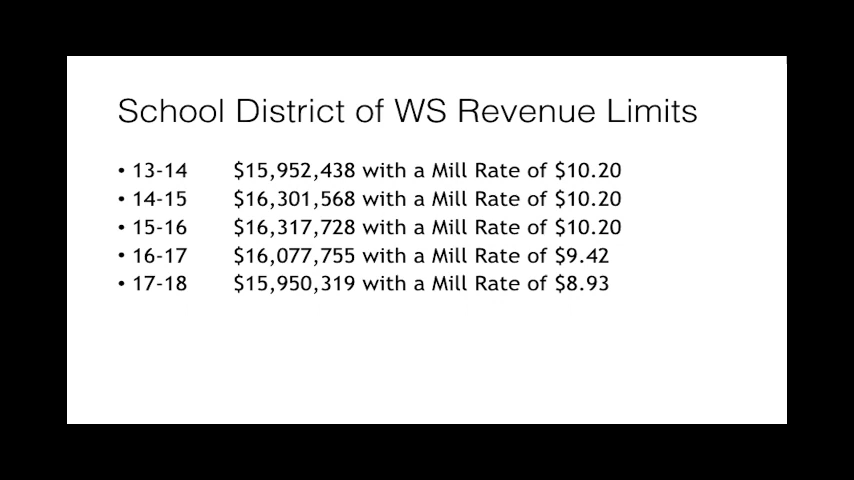 School District of WS Revenue Limits
• 13-14 $15,952,438 with a Mill Rate of $10.20
• 14-15 $16,301,568 with a Mill Rate of $10.20
• 15-16 $16,317,728 with a Mill Rate of $10.20
• 16-17 $16,077,755 with a Mill Rate of $9.42
• 17-18 $15,950,319 with a Mill Rate of $8.93